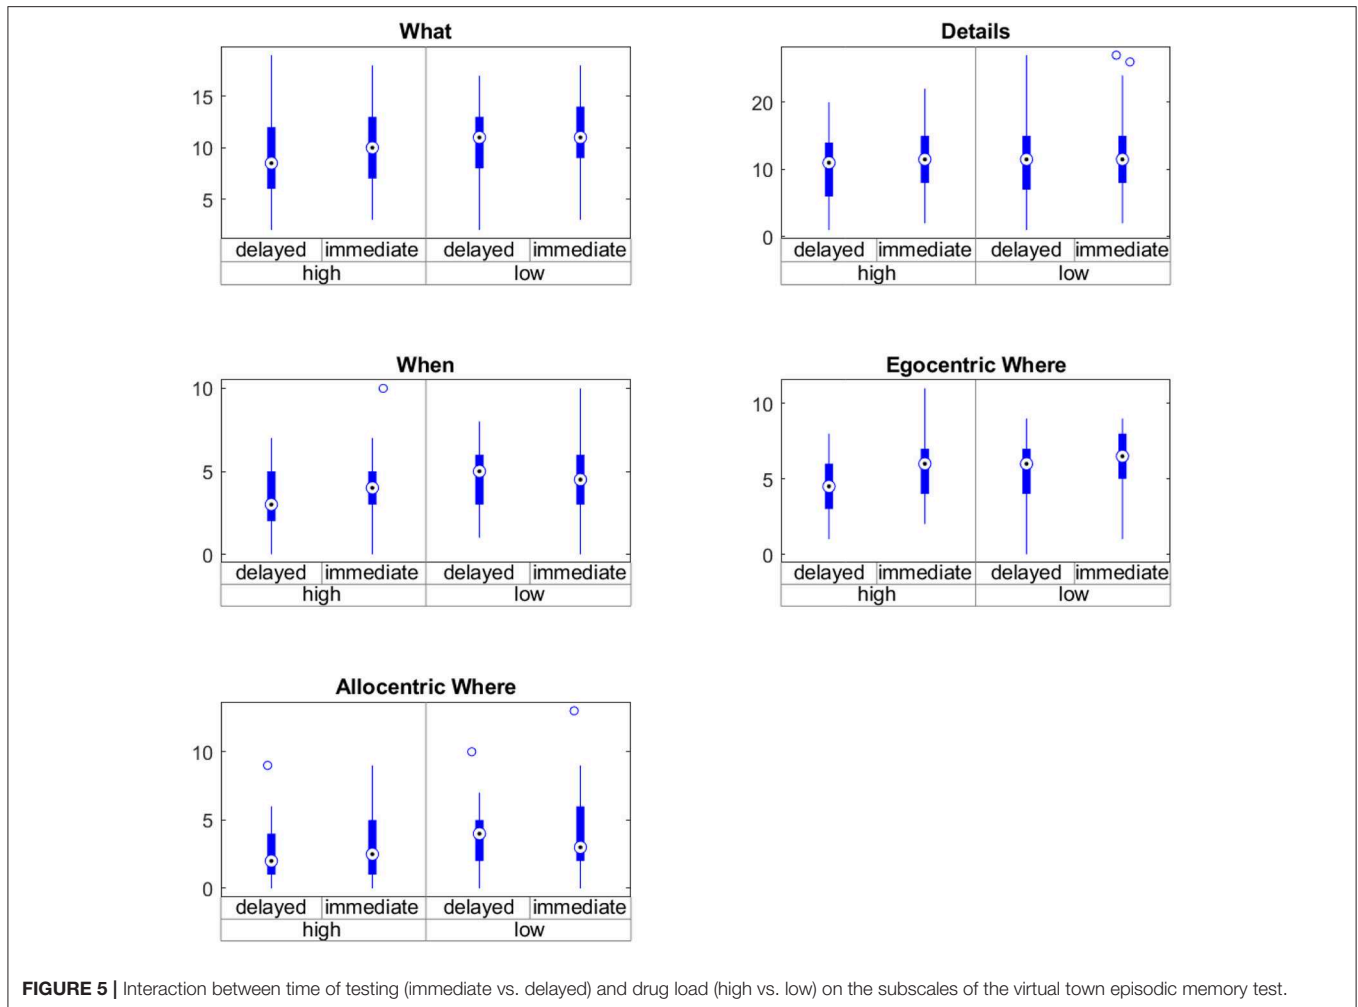 What
15
10
5
delayed immediate delayed immediate
high low
Details
20
10
0
delayed immediate delayed immediate
high low
When
10
5
0
delayed immediate delayed immediate
high low
Egocentric Where
10
5
0
delayed immediate delayed immediate
high low
Allocentric Where
10
5
0
delayed immediate delayed immediate
high low
FIGURE 5 | Interaction between time of testing (immediate vs. delayed) and drug load (high vs. low) on the subscales of the virtual town episodic memory test.